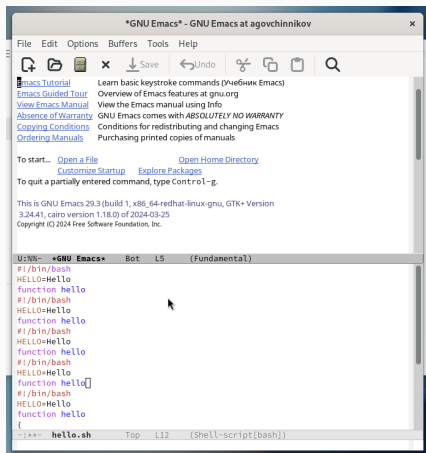 *GNU Emacs* - GNU Emacs at agovchinnikov
File Edit Options Buffers Tools Help
Save Undo
Emacs Tutorial Learn basic keystroke commands (Учебник Emacs)
Emacs Guided Tour Overview of Emacs features at gnu.org
View Emacs Manual View the Emacs manual using Info
Absence of Warranty GNU Emacs comes with ABSOLUTELY NO WARRANTY
Copying Conditions Conditions for redistributing and changing Emacs
Ordering Manuals Purchasing printed copies of manuals
To start... Open a File Open Home Directory
Customize Startup Explore Packages
To quit a partially entered command, type Control-g.
This is GNU Emacs 29.3 (build 1, x86_64-redhat-linux-gnu, GTK+ Version
3.24.41, cairo version 1.18.0) of 2024-03-25
Copyright (C) 2024 Free Software Foundation, Inc.
U:%%- *GNU Emacs* Bot L5 (Fundamental)
#!/bin/bash
HELLO=Hello
function hello
#!/bin/bash
HELLO=Hello
function hello
#!/bin/bash
HELLO=Hello
function hello
#!/bin/bash
HELLO=Hello
function hello
#!/bin/bash
HELLO=Hello
function hello
{
-:**- hello.sh Top L12 (Shell-script[bash])